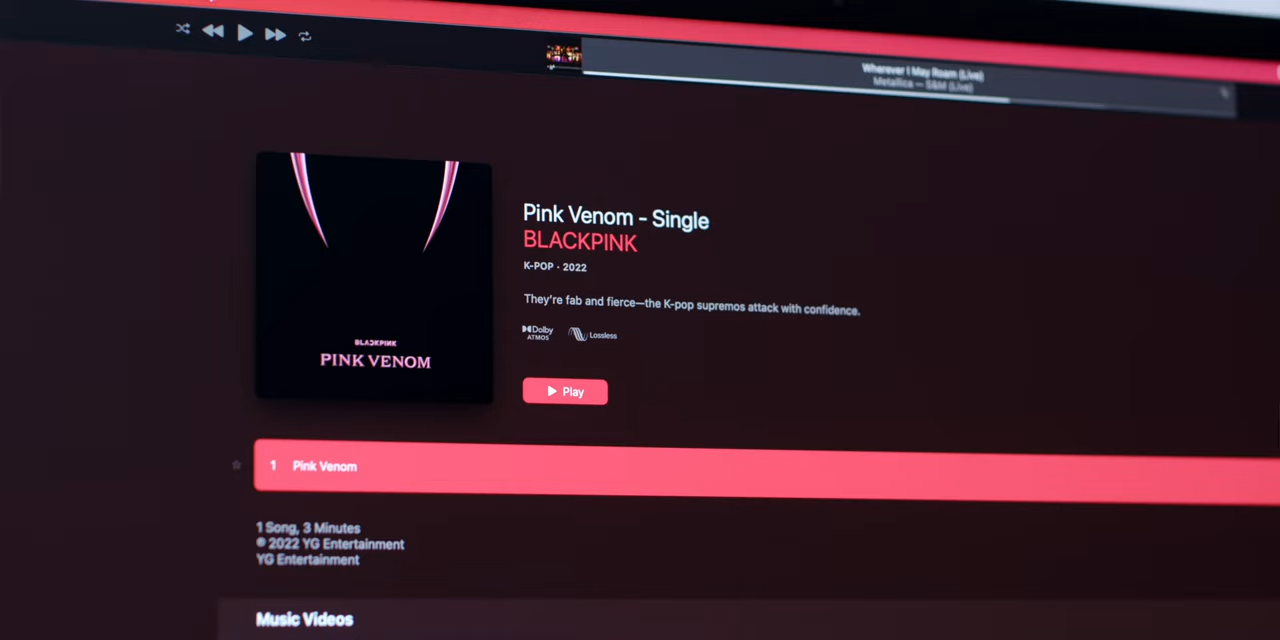 Wherever I May Roam (Live)
Metallica — S&M (Live)
Pink Venom - Single
BLACKPINK
K-POP · 2022
They're fab and fierce—the K-pop supremos attack with confidence.
Dolby ATMOS
Lossless
BLACKPINK
PINK VENOM
Play
1 Pink Venom
1 Song, 3 Minutes
℗ 2022 YG Entertainment
YG Entertainment
Music Videos